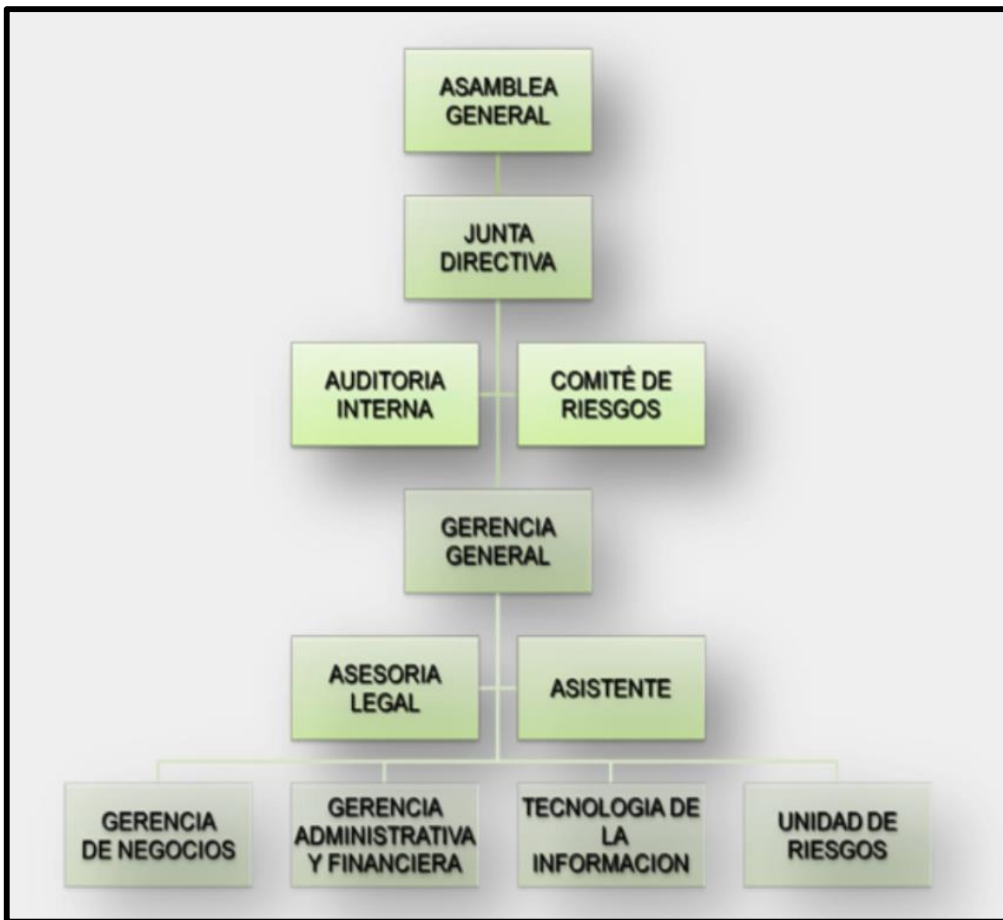 ASAMBLEA
GENERAL
JUNTA
DIRECTIVA
AUDITORIA
INTERNA
COMITÈ DE
RIESGOS
GERENCIA
GENERAL
ASESORIA
LEGAL
ASISTENTE
GERENCIA
DE NEGOCIOS
GERENCIA
ADMINISTRATIVA
Y FINANCIERA
TECNOLOGIA DE
LA
INFORMACION
UNIDAD DE
RIESGOS